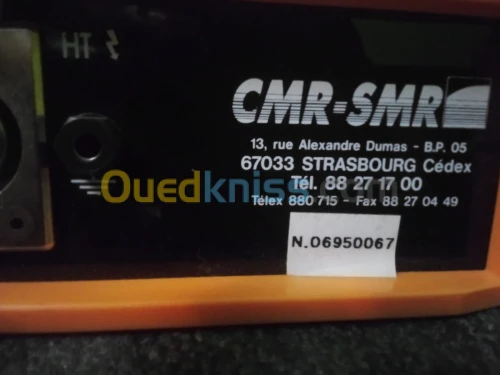 HT
CMR-SMR
13, rue Alexandre Dumas - B.P. 05
67033 STRASBOURG Cédex
Tél. 88 27 17 00
Télex 880 715 - Fax 88 27 04 49
Ouedkniss.com
N.06950067